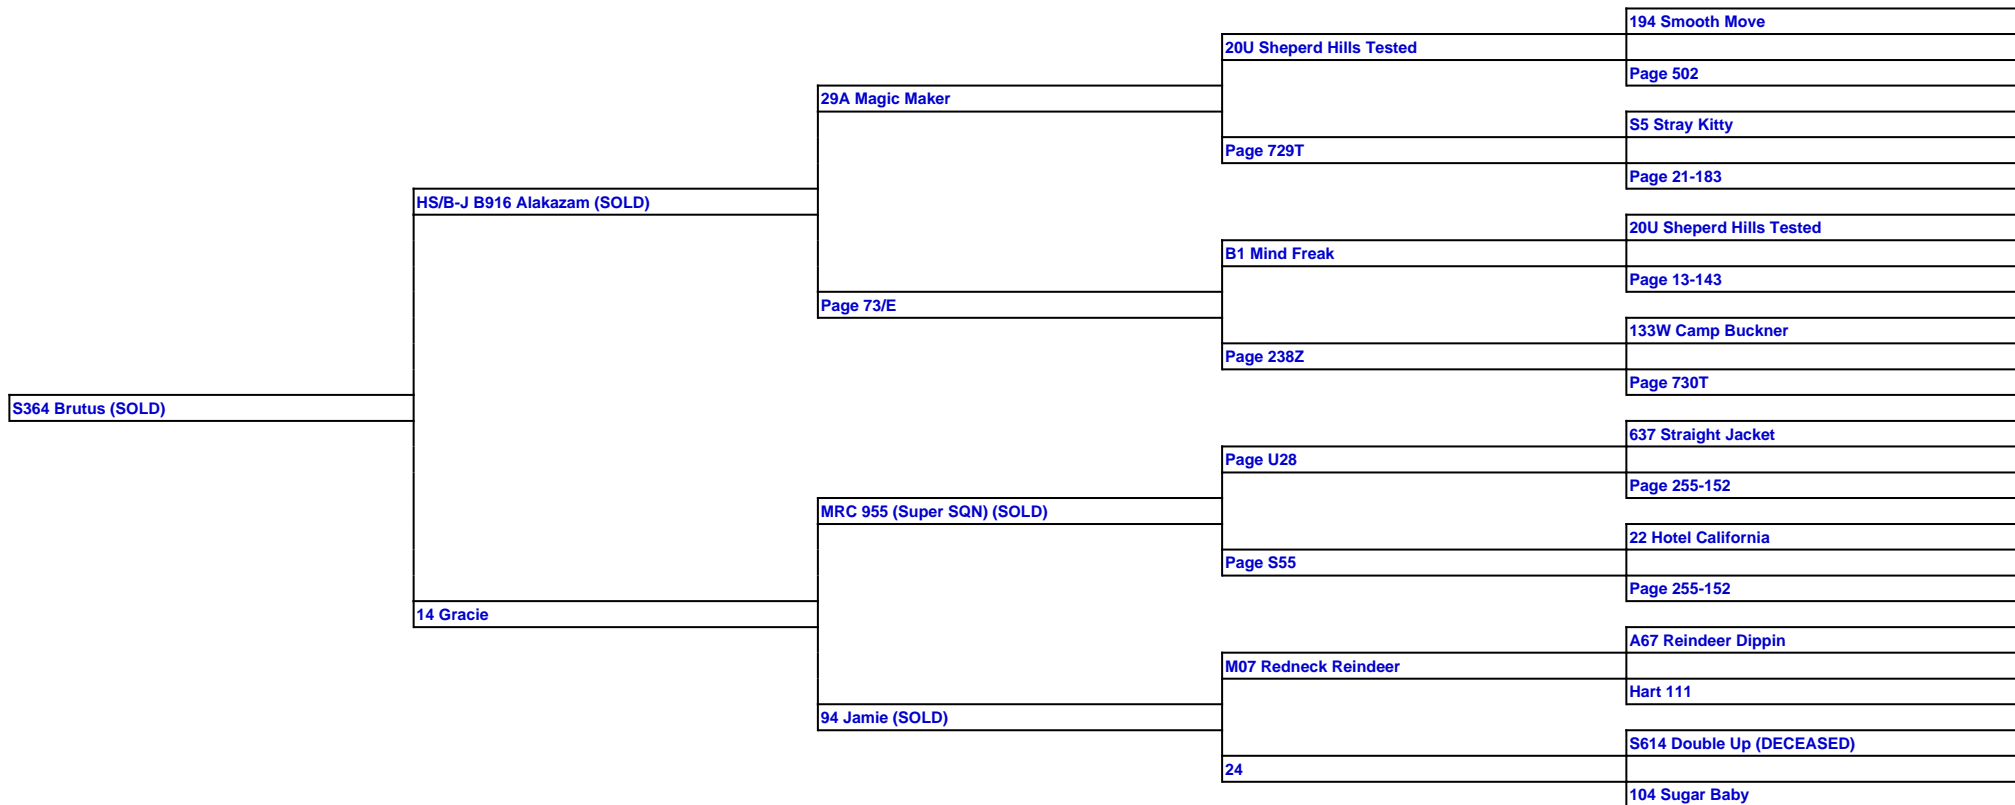 194 Smooth Move
20U Sheperd Hills Tested
Page 502
29A Magic Maker
S5 Stray Kitty
Page 729T
Page 21-183
HS/B-J B916 Alakazam (SOLD)
20U Sheperd Hills Tested
B1 Mind Freak
Page 13-143
Page 73/E
133W Camp Buckner
Page 238Z
Page 730T
S364 Brutus (SOLD)
637 Straight Jacket
Page U28
Page 255-152
MRC 955 (Super SQN) (SOLD)
22 Hotel California
Page S55
Page 255-152
14 Gracie
A67 Reindeer Dippin
M07 Redneck Reindeer
Hart 111
94 Jamie (SOLD)
S614 Double Up (DECEASED)
24
104 Sugar Baby